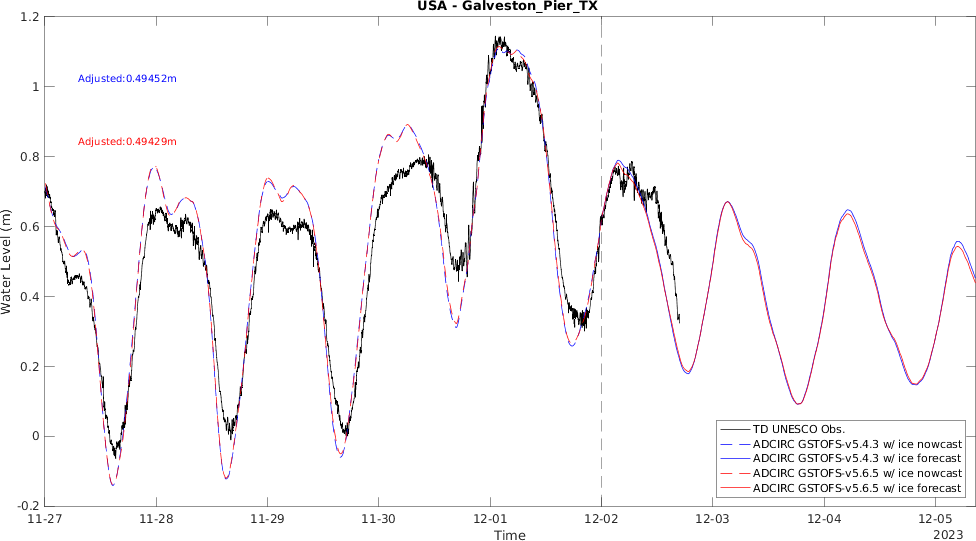 USA - Galveston_Pier_TX
Adjusted:0.49452m
Adjusted:0.49429m
Water Level (m)
1.2
1
0.8
0.6
0.4
0.2
0
-0.2
11-27 11-28 11-29 11-30 12-01 12-02 12-03 12-04 12-05
Time
2023
TD UNESCO Obs.
ADCIRC GSTOFS-v5.4.3 w/ ice nowcast
ADCIRC GSTOFS-v5.4.3 w/ ice forecast
ADCIRC GSTOFS-v5.6.5 w/ ice nowcast
ADCIRC GSTOFS-v5.6.5 w/ ice forecast